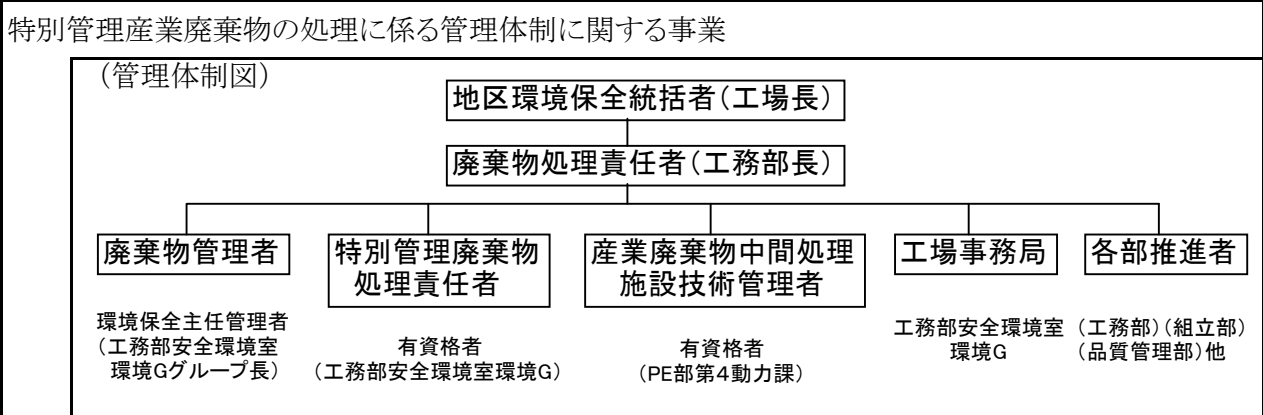 特別管理産業廃棄物の処理に係る管理体制に関する事業
（管理体制図）
地区環境保全統括者（工場長）
廃棄物処理責任者（工務部長）
廃棄物管理者
環境保全主任管理者
（工務部安全環境室
環境Gグループ長）
特別管理廃棄物
処理責任者
有資格者
（工務部安全環境室環境G）
産業廃棄物中間処理
施設技術管理者
有資格者
（PE部第4動力課）
工場事務局
工務部安全環境室
環境G
各部推進者
（工務部）（組立部）
（品質管理部）他